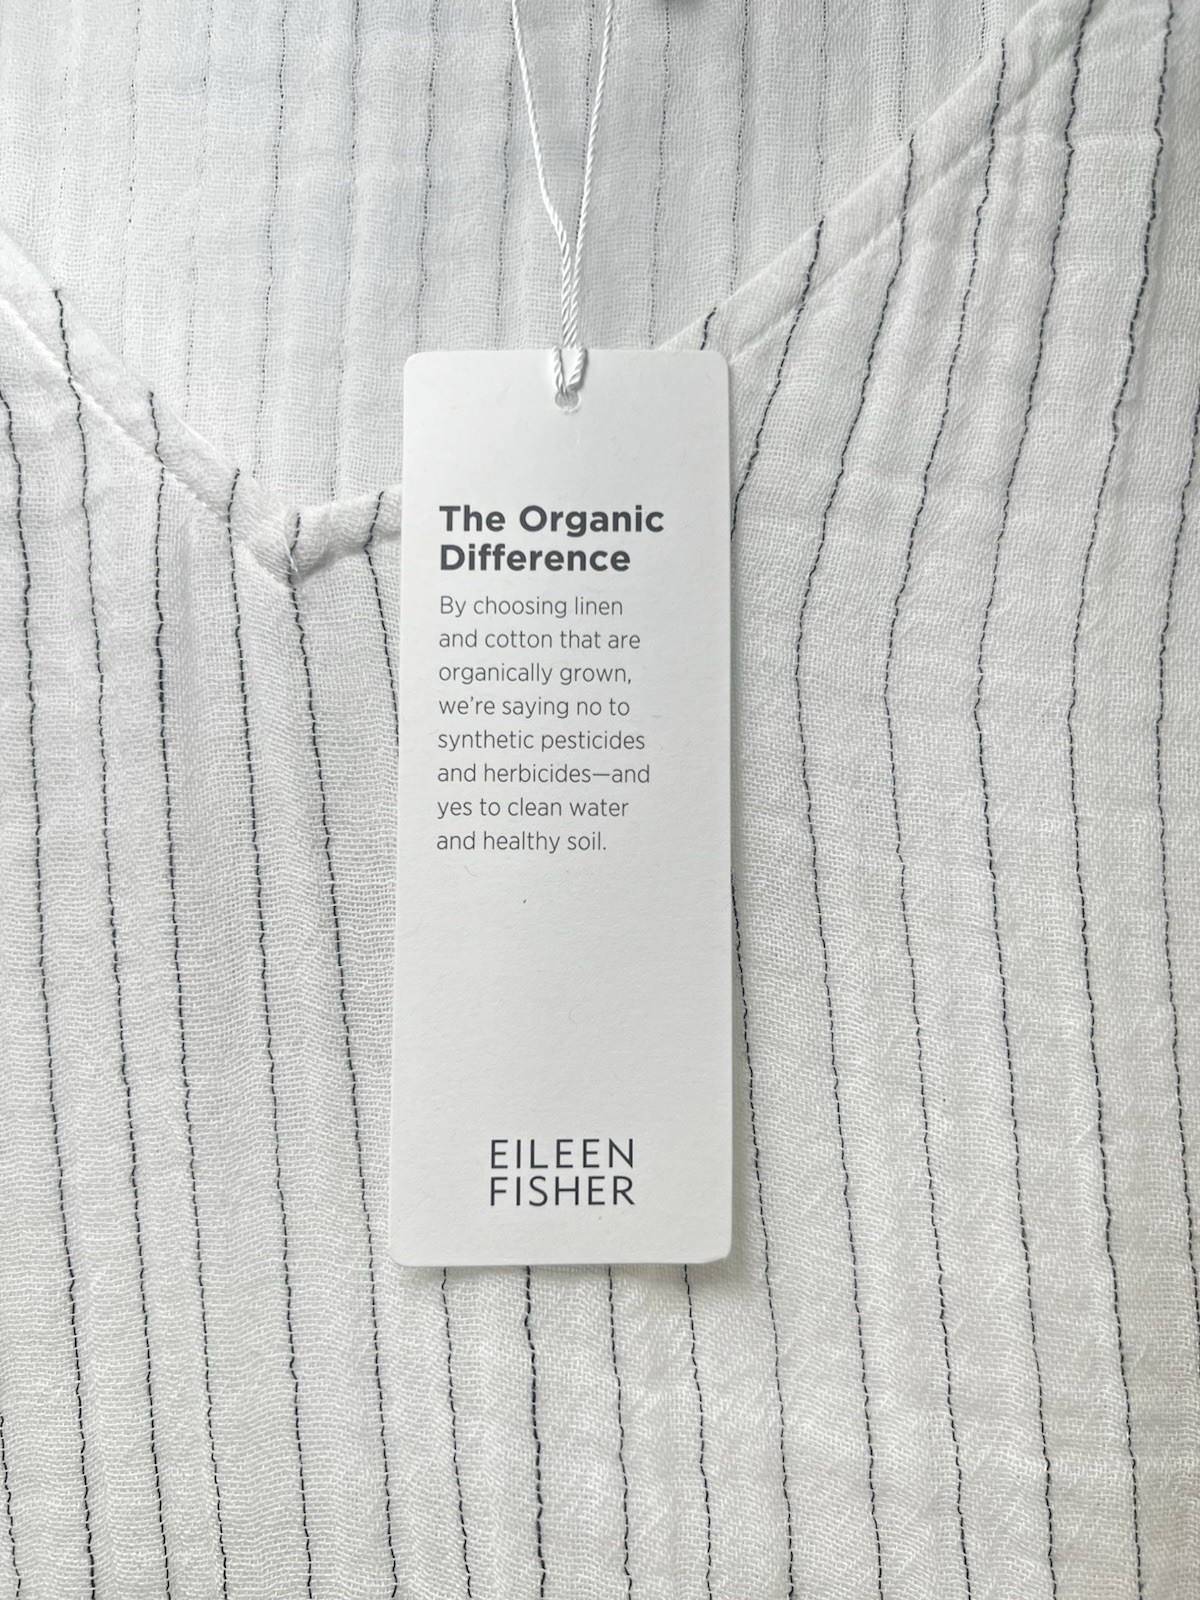 The Organic
Difference
By choosing linen
and cotton that are
organically grown,
we're saying no to
synthetic pesticides
and herbicides—and
yes to clean water
and healthy soil.
EILEEN
FISHER